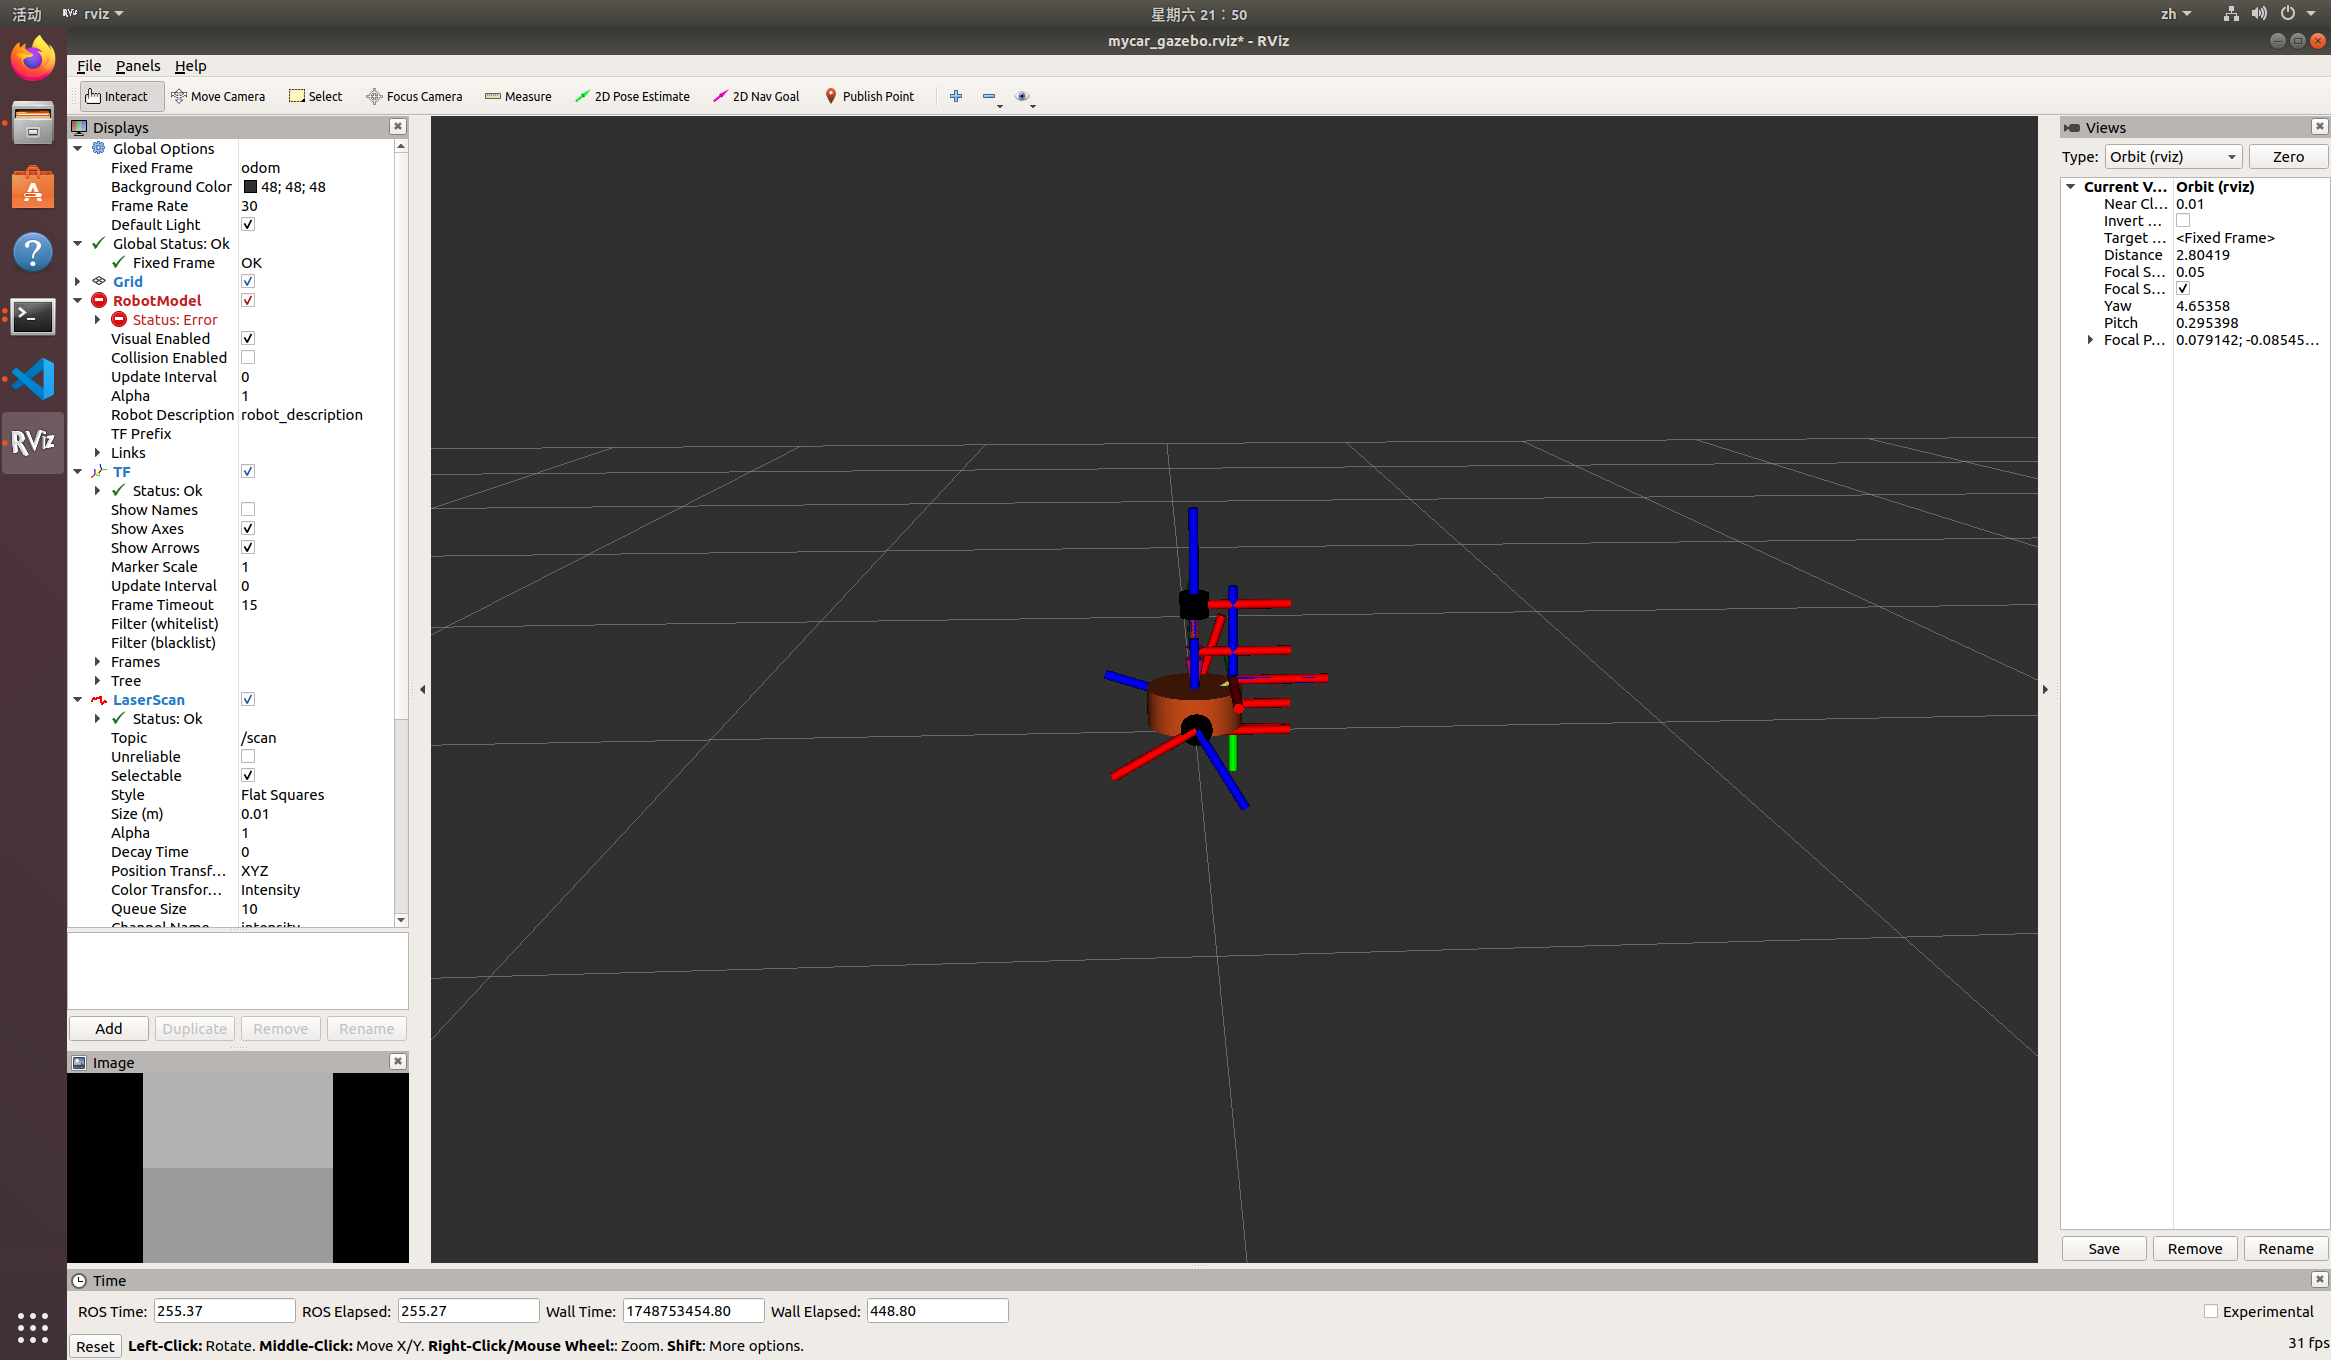 活动 RViz rviz 星期六 21：50 zh
mycar_gazebo.rviz* - RViz
File Panels Help
Interact Move Camera Select Focus Camera Measure 2D Pose Estimate 2D Nav Goal Publish Point
Displays
Global Options
Fixed Frame odom
Background Color 48; 48; 48
Frame Rate 30
Default Light
Global Status: Ok
Fixed Frame OK
Grid
RobotModel
Status: Error
Visual Enabled
Collision Enabled
Update Interval 0
Alpha 1
Robot Description robot_description
TF Prefix
Links
TF
Status: Ok
Show Names
Show Axes
Show Arrows
Marker Scale 1
Update Interval 0
Frame Timeout 15
Filter (whitelist)
Filter (blacklist)
Frames
Tree
LaserScan
Status: Ok
Topic /scan
Unreliable
Selectable
Style Flat Squares
Size (m) 0.01
Alpha 1
Decay Time 0
Position Transf... XYZ
Color Transfor... Intensity
Queue Size 10
Channel Name intensity
Add Duplicate Remove Rename
Image
Views
Type: Orbit (rviz) Zero
Current V... Orbit (rviz)
Near Cl... 0.01
Invert ...
Target ... <Fixed Frame>
Distance 2.80419
Focal S... 0.05
Focal S...
Yaw 4.65358
Pitch 0.295398
Focal P... 0.079142; -0.08545...
Save Remove Rename
RViz
Time
ROS Time: 255.37 ROS Elapsed: 255.27 Wall Time: 1748753454.80 Wall Elapsed: 448.80 Experimental
Reset Left-Click: Rotate. Middle-Click: Move X/Y. Right-Click/Mouse Wheel:: Zoom. Shift: More options. 31 fps